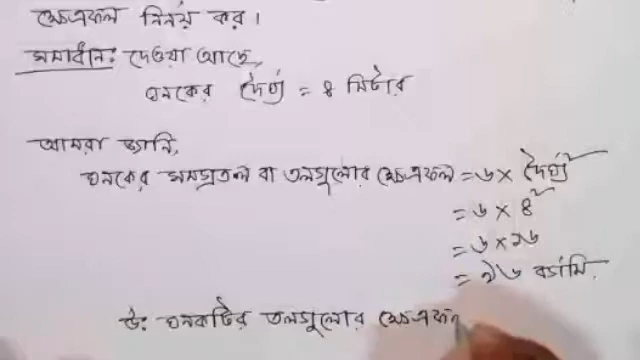 ক্ষেত্রফল নির্নয় কর।
সমাধান: দেওয়া আছে,
ঘনকের দৈর্ঘ্য = ৪ মিটার
আমরা জানি,
ঘনকের সমগ্রতল বা তলগুলোর ক্ষেত্রফল = ৬ × দৈর্ঘ্য²
= ৬ × ৪²
= ৬ × ১৬
= ৯৬ বর্গমি.
উ: ঘনকটির তলগুলোর ক্ষেত্রফল